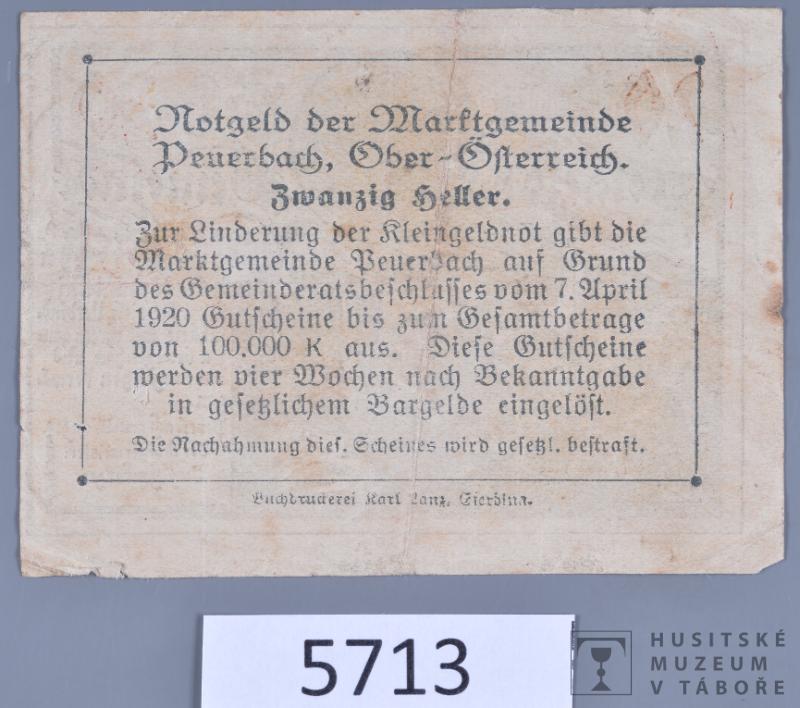 Notgeld der Marktgemeinde
Peuerbach, Ober-Österreich.
Zwanzig Heller.
Zur Linderung der Kleingeldnot gibt die
Marktgemeinde Peuerbach auf Grund
des Gemeinderatsbeschlusses vom 7. April
1920 Gutscheine bis zum Gesamtbetrage
von 100.000 K aus. Diese Gutscheine
werden vier Wochen nach Bekanntgabe
in gesetzlichem Bargelde eingelöst.
Die Nachahmung dies. Scheines wird gesetzl. bestraft.
Buchdruckerei Karl Lanz,
5713
HUSITSKÉ
MUZEUM
V TÁBOŘE